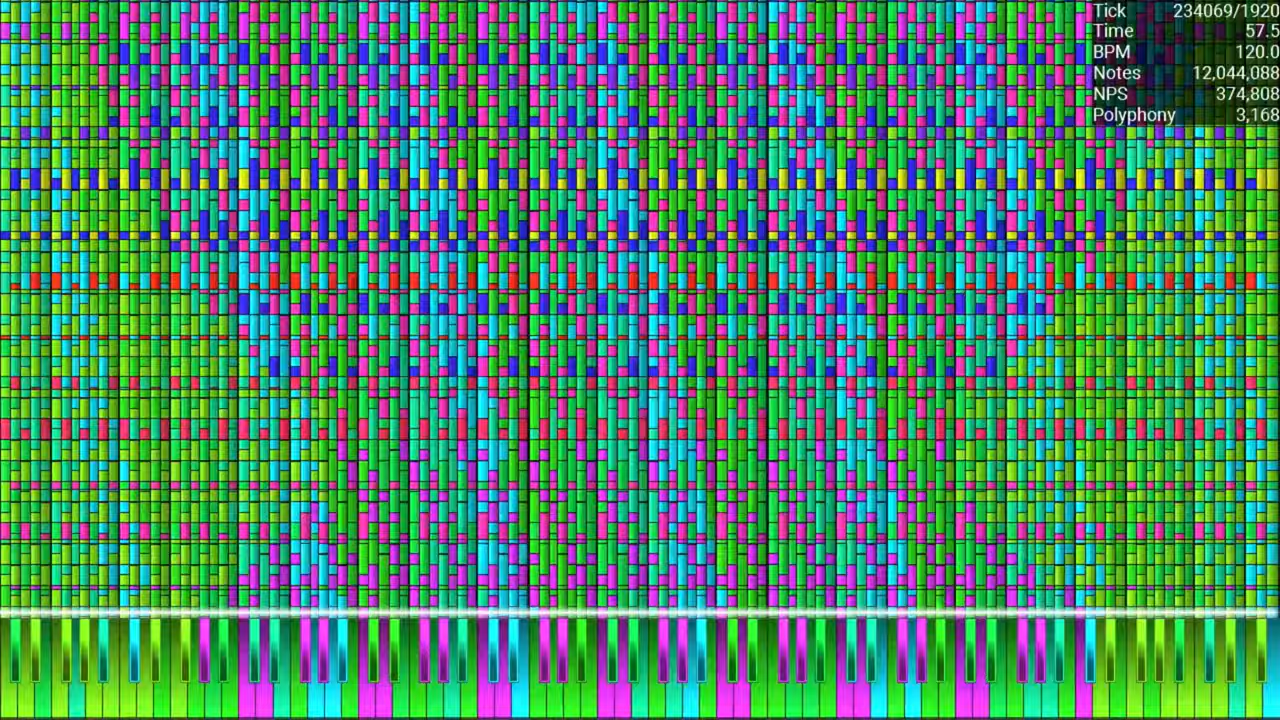 Tick 234069/1920
Time 57.5
BPM 120.0
Notes 12,044,088
NPS 374,808
Polyphony 3,168